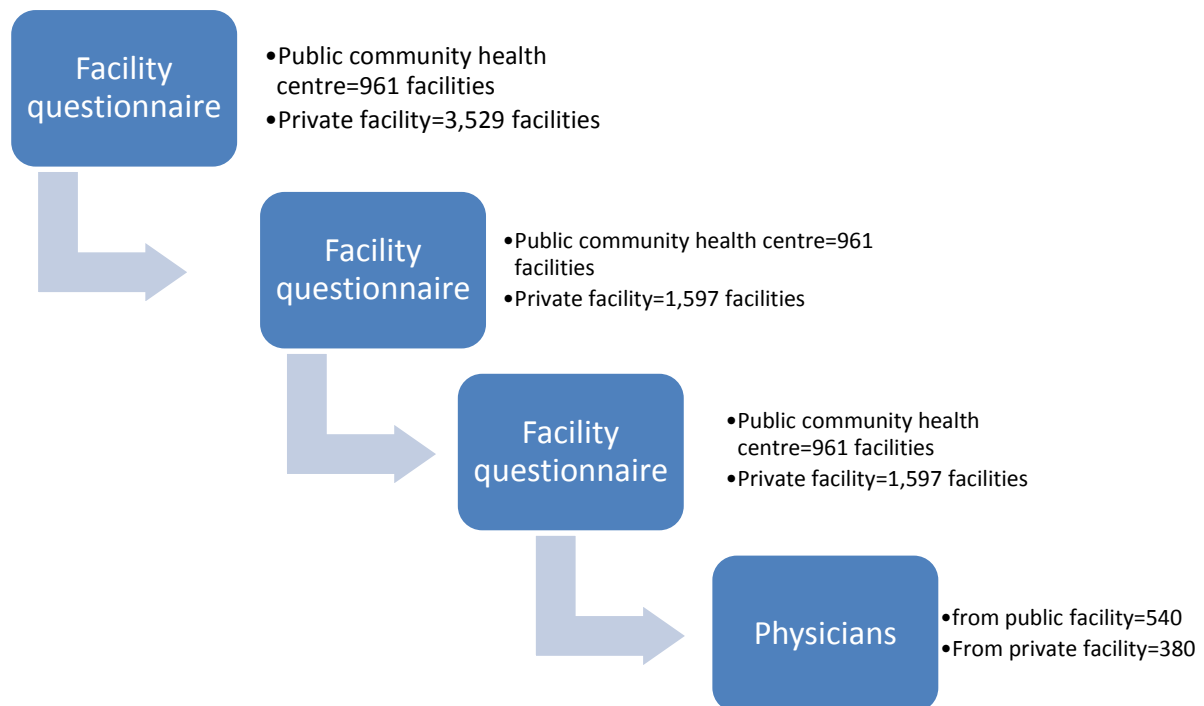 Facility
questionnaire
•Public community health
centre=961 facilities
•Private facility=3,529 facilities
Facility
questionnaire
•Public community health centre=961
facilities
•Private facility=1,597 facilities
Facility
questionnaire
•Public community health
centre=961 facilities
•Private facility=1,597 facilities
Physicians
•from public facility=540
•From private facility=380